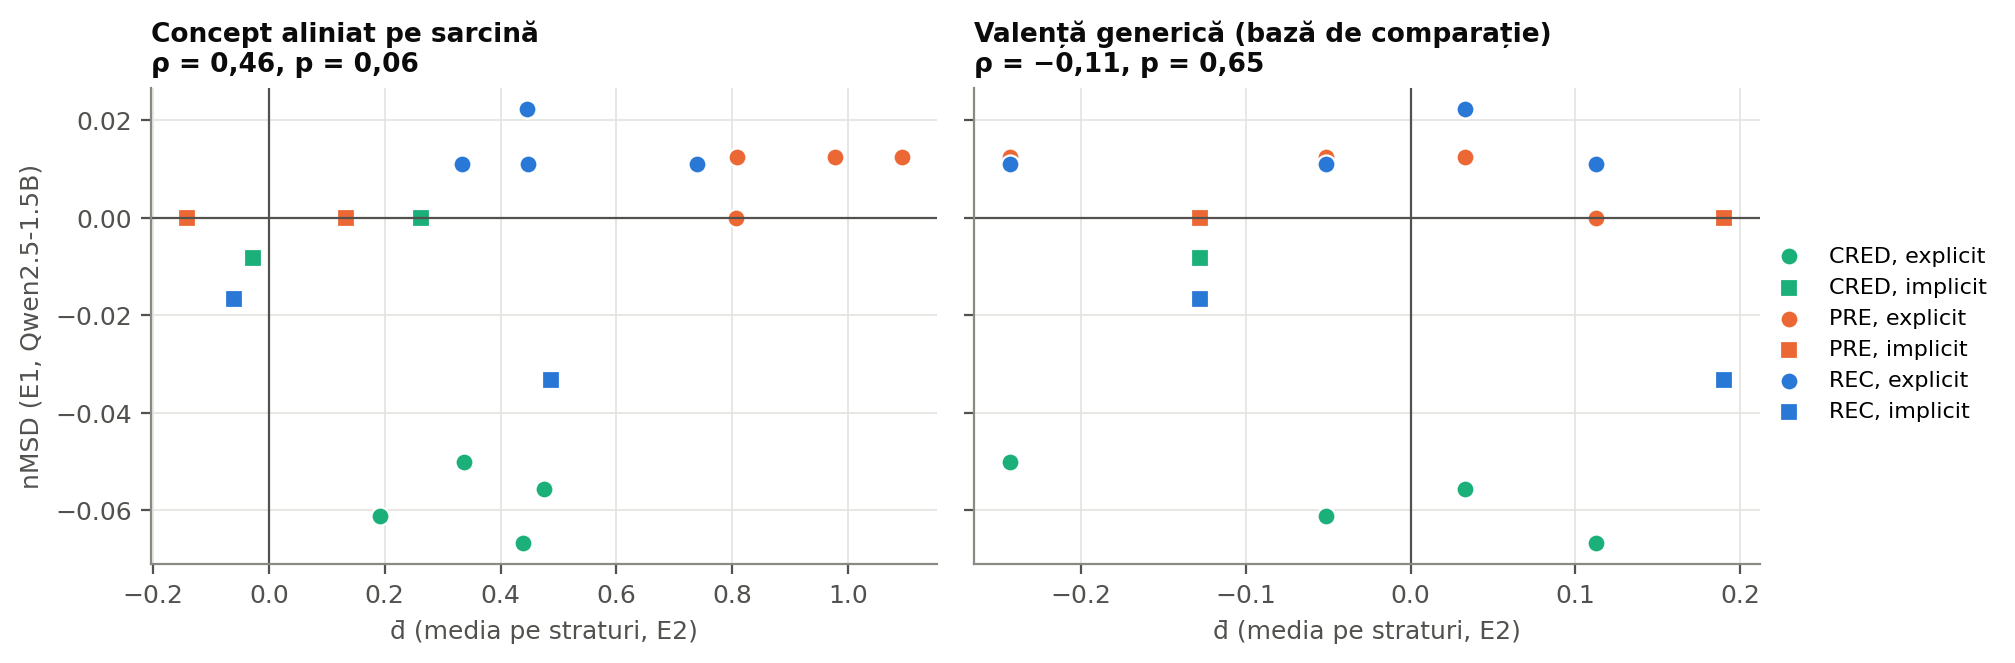 Concept aliniat pe sarcină
ρ = 0,46, p = 0,06
Valență generică (bază de comparație)
ρ = −0,11, p = 0,65
nMSD (E1, Qwen2.5-1.5B)
0.02
0.00
−0.02
−0.04
−0.06
−0.2 0.0 0.2 0.4 0.6 0.8 1.0
d̄ (media pe straturi, E2)
−0.2 −0.1 0.0 0.1 0.2
d̄ (media pe straturi, E2)
CRED, explicit
CRED, implicit
PRE, explicit
PRE, implicit
REC, explicit
REC, implicit